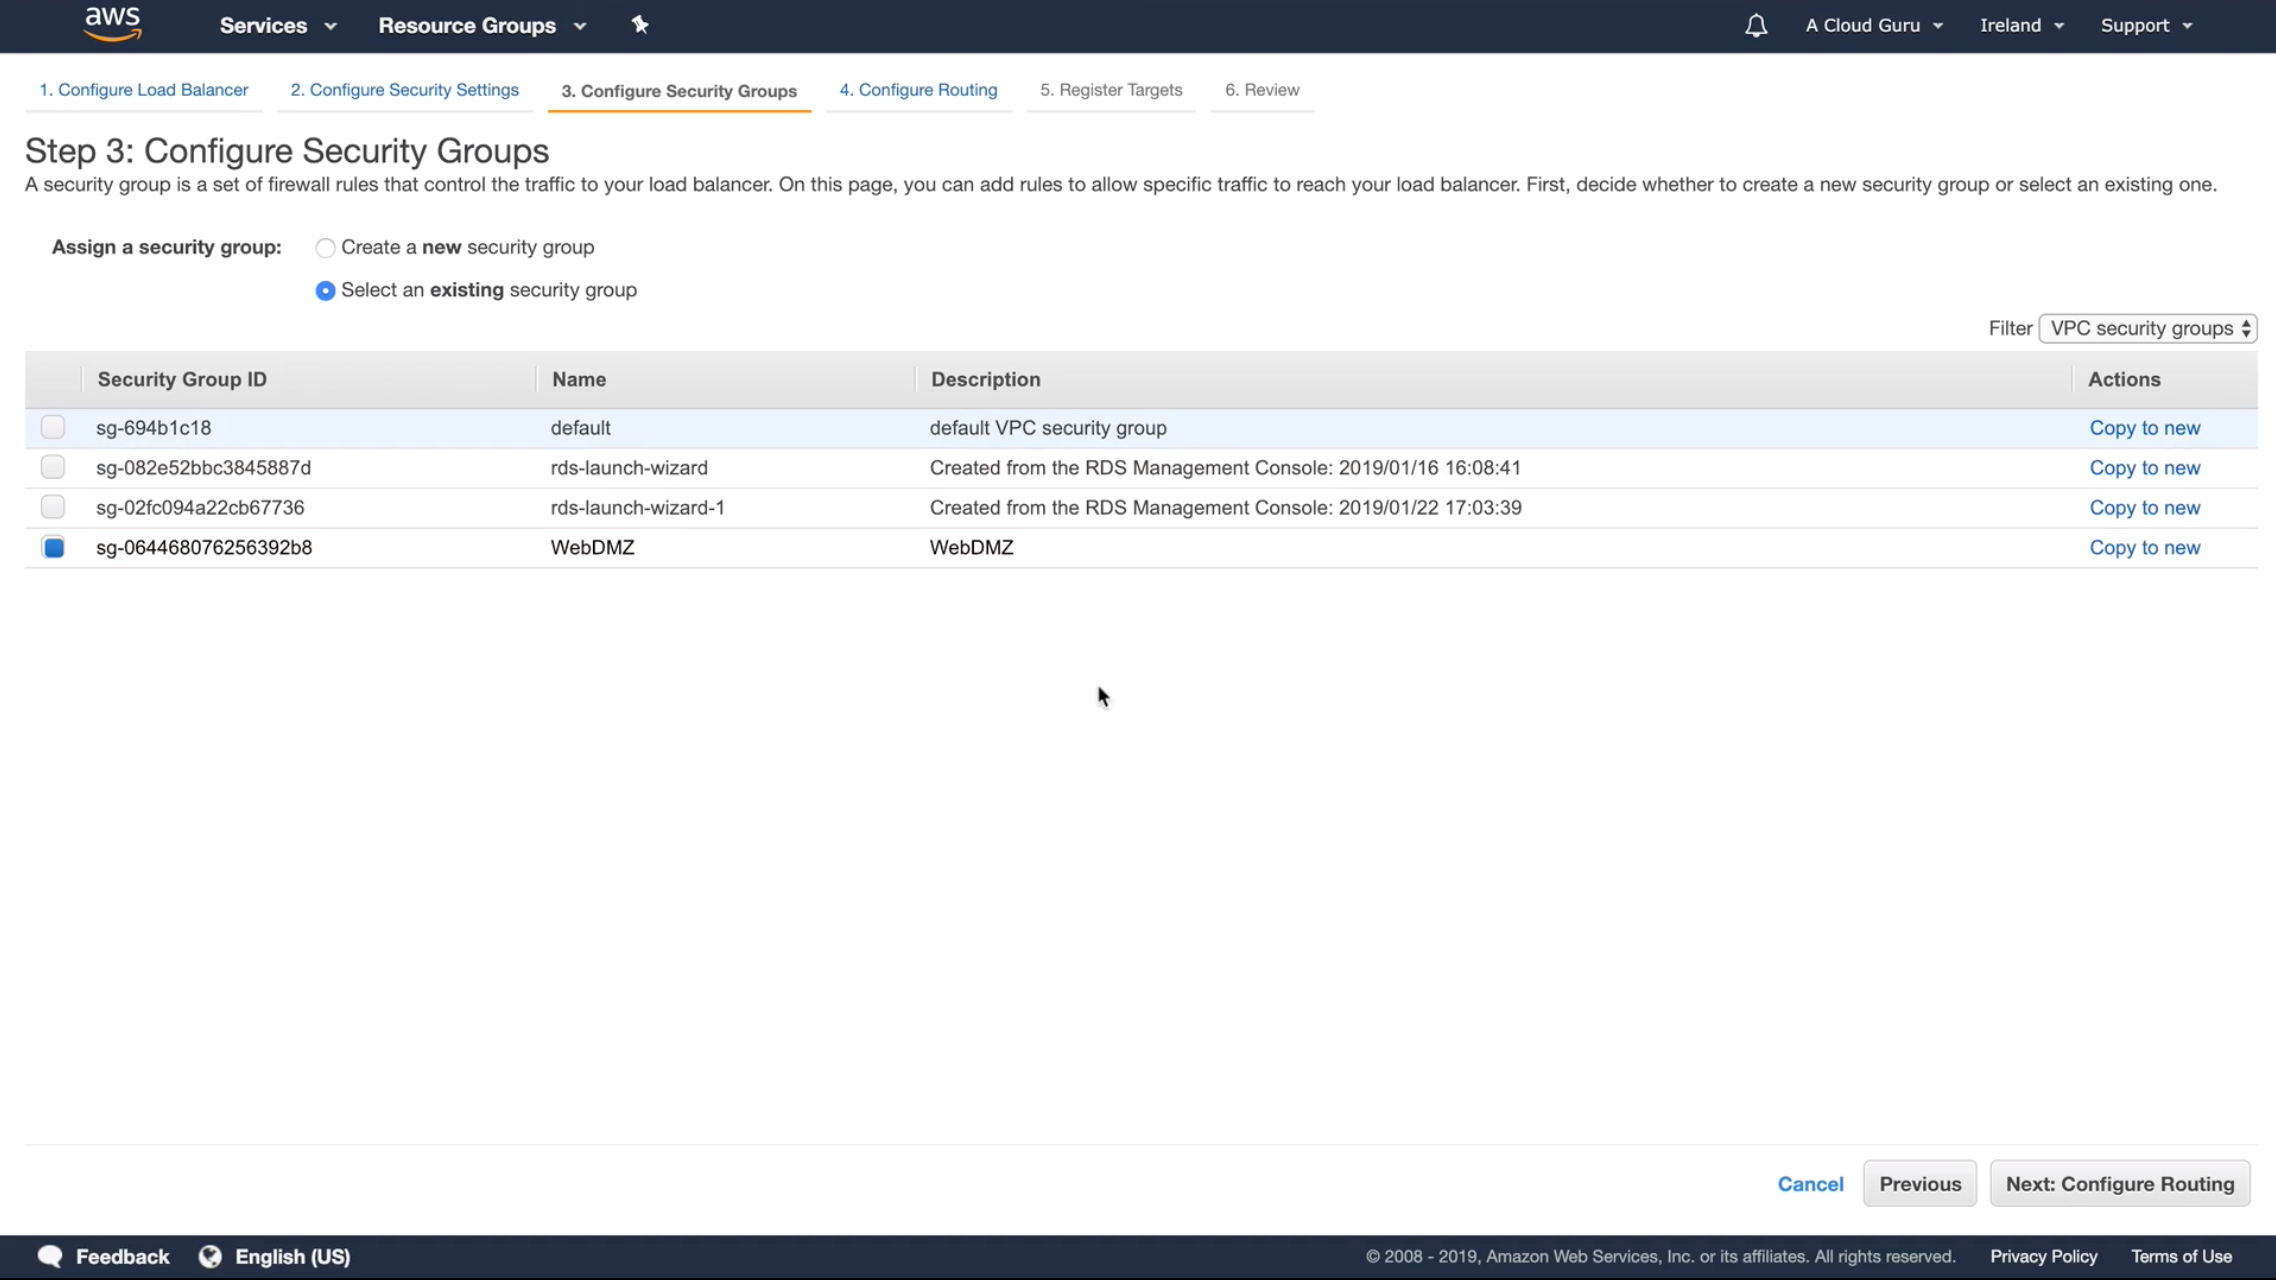 aws Services Resource Groups A Cloud Guru Ireland Support
1. Configure Load Balancer 2. Configure Security Settings 3. Configure Security Groups 4. Configure Routing 5. Register Targets 6. Review
Step 3: Configure Security Groups
A security group is a set of firewall rules that control the traffic to your load balancer. On this page, you can add rules to allow specific traffic to reach your load balancer. First, decide whether to create a new security group or select an existing one.
Assign a security group: Create a new security group
Select an existing security group
Filter VPC security groups
Security Group ID Name Description Actions
sg-694b1c18 default default VPC security group Copy to new
sg-082e52bbc3845887d rds-launch-wizard Created from the RDS Management Console: 2019/01/16 16:08:41 Copy to new
sg-02fc094a22cb67736 rds-launch-wizard-1 Created from the RDS Management Console: 2019/01/22 17:03:39 Copy to new
sg-064468076256392b8 WebDMZ WebDMZ Copy to new
Cancel Previous Next: Configure Routing
Feedback English (US) © 2008 - 2019, Amazon Web Services, Inc. or its affiliates. All rights reserved. Privacy Policy Terms of Use